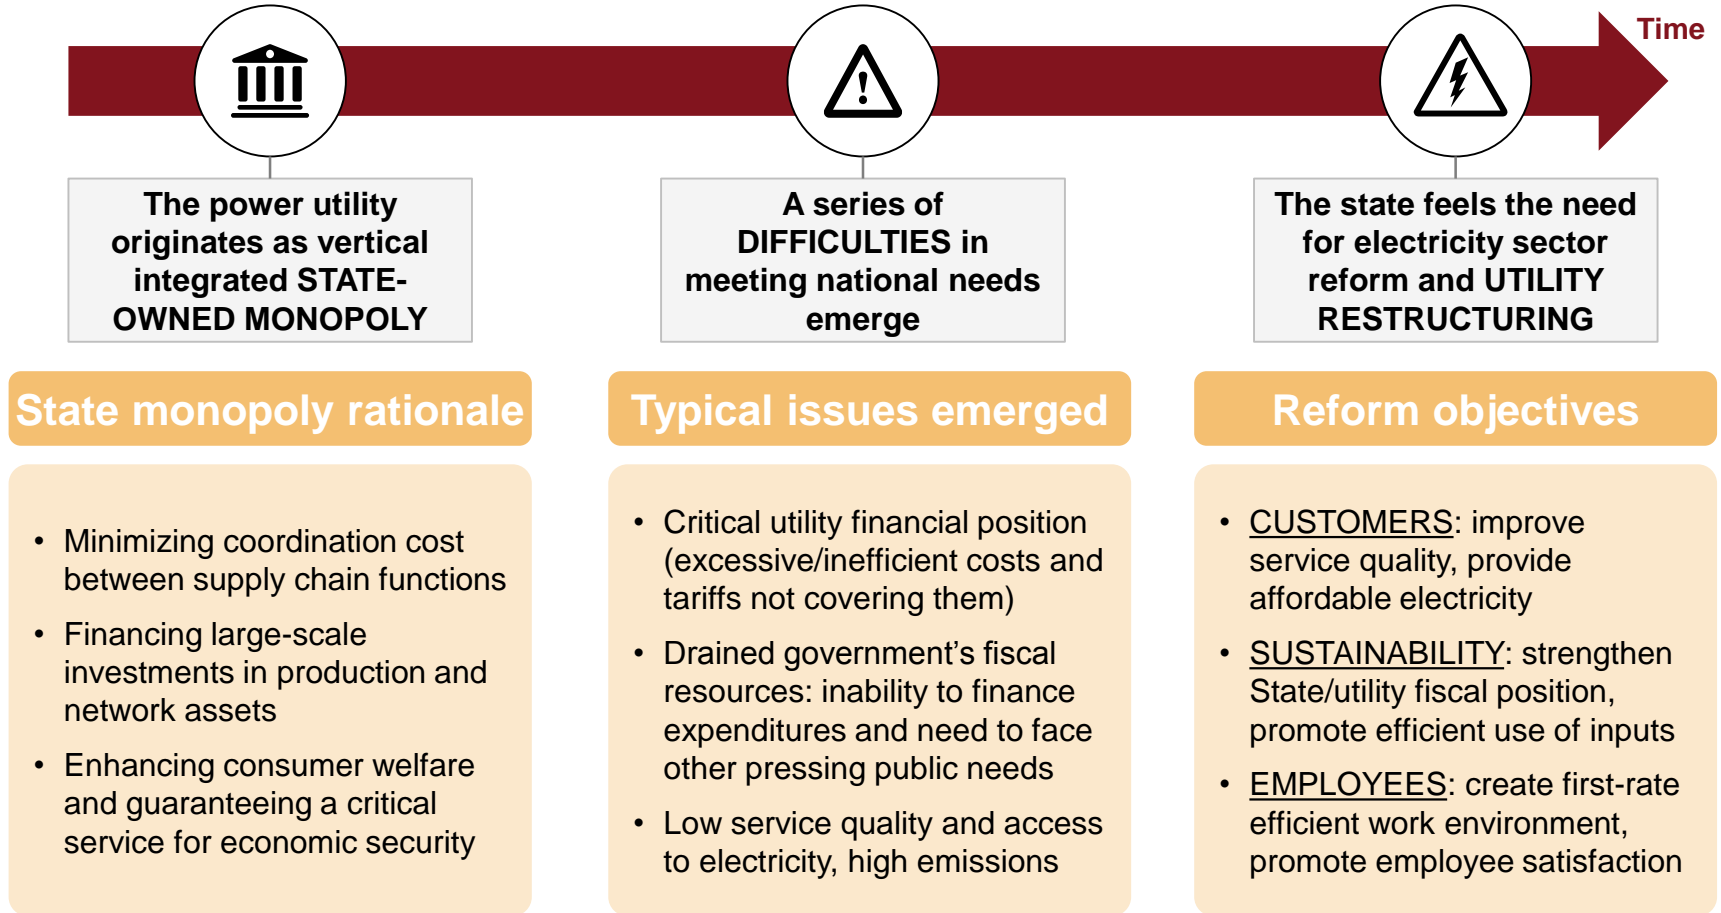 Time
The power utility
originates as vertical
integrated STATE-
OWNED MONOPOLY
A series of
DIFFICULTIES in
meeting national needs
emerge
The state feels the need
for electricity sector
reform and UTILITY
RESTRUCTURING
State monopoly rationale
• Minimizing coordination cost
between supply chain functions
• Financing large-scale
investments in production and
network assets
• Enhancing consumer welfare
and guaranteeing a critical
service for economic security
Typical issues emerged
• Critical utility financial position
(excessive/inefficient costs and
tariffs not covering them)
• Drained government’s fiscal
resources: inability to finance
expenditures and need to face
other pressing public needs
• Low service quality and access
to electricity, high emissions
Reform objectives
• CUSTOMERS: improve
service quality, provide
affordable electricity
• SUSTAINABILITY: strengthen
State/utility fiscal position,
promote efficient use of inputs
• EMPLOYEES: create first-rate
efficient work environment,
promote employee satisfaction